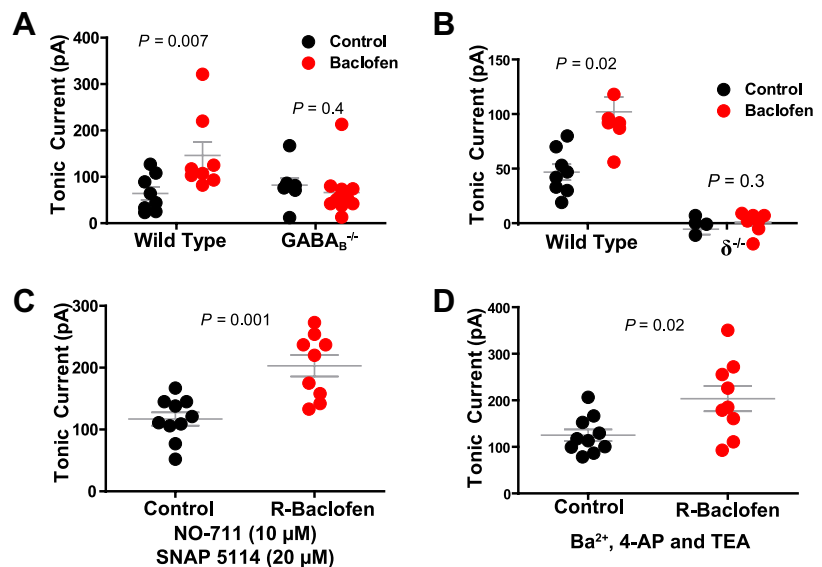 A
Tonic Current (pA)
400
300
200
100
0
P = 0.007
Control
Baclofen
P = 0.4
Wild Type
GABA_B^-/-
B
Tonic Current (pA)
150
100
50
0
P = 0.02
Control
Baclofen
P = 0.3
Wild Type
δ^-/-
C
Tonic Current (pA)
300
200
100
0
P = 0.001
Control
R-Baclofen
NO-711 (10 µM)
SNAP 5114 (20 µM)
D
Tonic Current (pA)
400
300
200
100
0
P = 0.02
Control
R-Baclofen
Ba²⁺, 4-AP and TEA